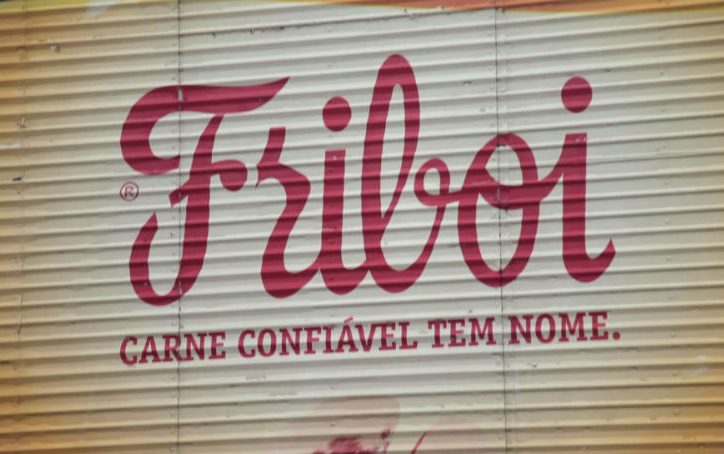 Friboi
®
CARNE CONFIÁVEL TEM NOME.